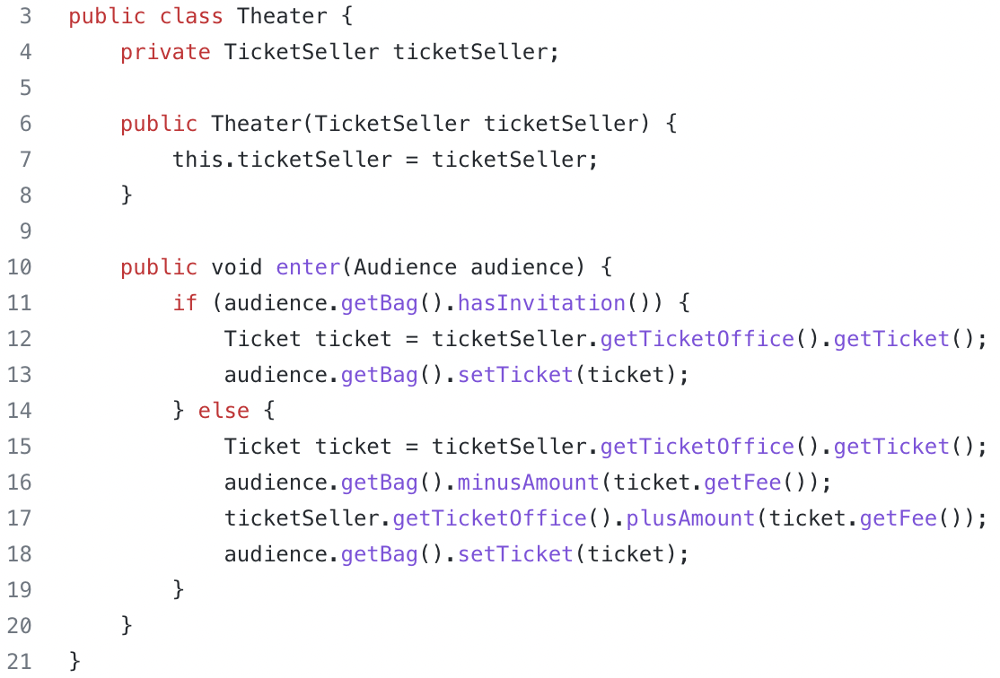 3 public class Theater {
4     private TicketSeller ticketSeller;
5
6     public Theater(TicketSeller ticketSeller) {
7         this.ticketSeller = ticketSeller;
8     }
9
10     public void enter(Audience audience) {
11         if (audience.getBag().hasInvitation()) {
12             Ticket ticket = ticketSeller.getTicketOffice().getTicket();
13             audience.getBag().setTicket(ticket);
14         } else {
15             Ticket ticket = ticketSeller.getTicketOffice().getTicket();
16             audience.getBag().minusAmount(ticket.getFee());
17             ticketSeller.getTicketOffice().plusAmount(ticket.getFee());
18             audience.getBag().setTicket(ticket);
19         }
20     }
21 }